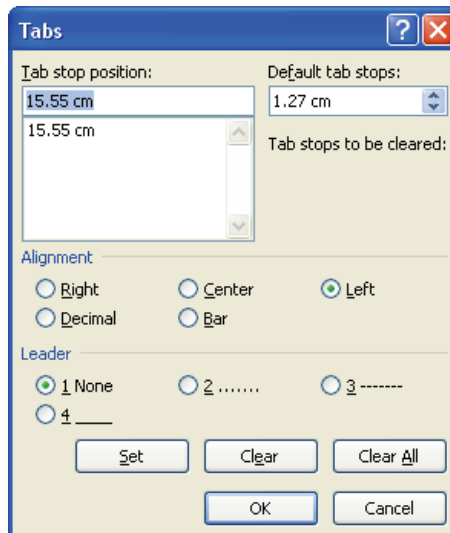 Tabs
Tab stop position: Default tab stops:
15.55 cm 1.27 cm
15.55 cm
Tab stops to be cleared:
Alignment
Right Center Left
Decimal Bar
Leader
1 None 2 ....... 3 -------
4 ____
Set Clear Clear All
OK Cancel